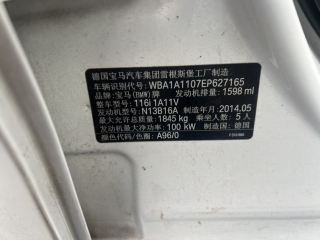 德国宝马汽车集团雷根斯堡工厂制造
车辆识别代号: WBA1A1107EP627165
品牌: 宝马(BMW)牌 发动机排量: 1598 ml
整车型号: 116i 1A11V
发动机型号: N13B16A 制造年月: 2014.05
最大允许总质量: 1845 kg 乘坐人数: 5 人
发动机最大净功率: 100 kW 制造国: 德国
颜色代码/色圈: A96/0